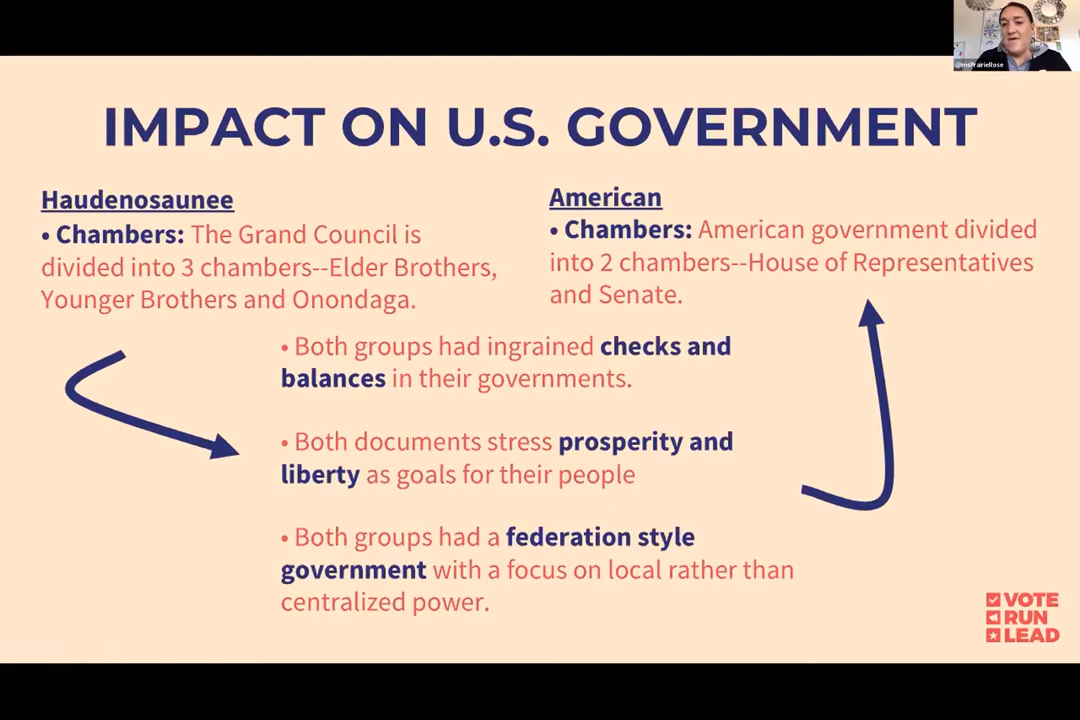 @msPrairieRose
IMPACT ON U.S. GOVERNMENT
Haudenosaunee
• Chambers: The Grand Council is
divided into 3 chambers--Elder Brothers,
Younger Brothers and Onondaga.
American
• Chambers: American government divided
into 2 chambers--House of Representatives
and Senate.
• Both groups had ingrained checks and
balances in their governments.
• Both documents stress prosperity and
liberty as goals for their people
• Both groups had a federation style
government with a focus on local rather than
centralized power.
VOTE
RUN
LEAD